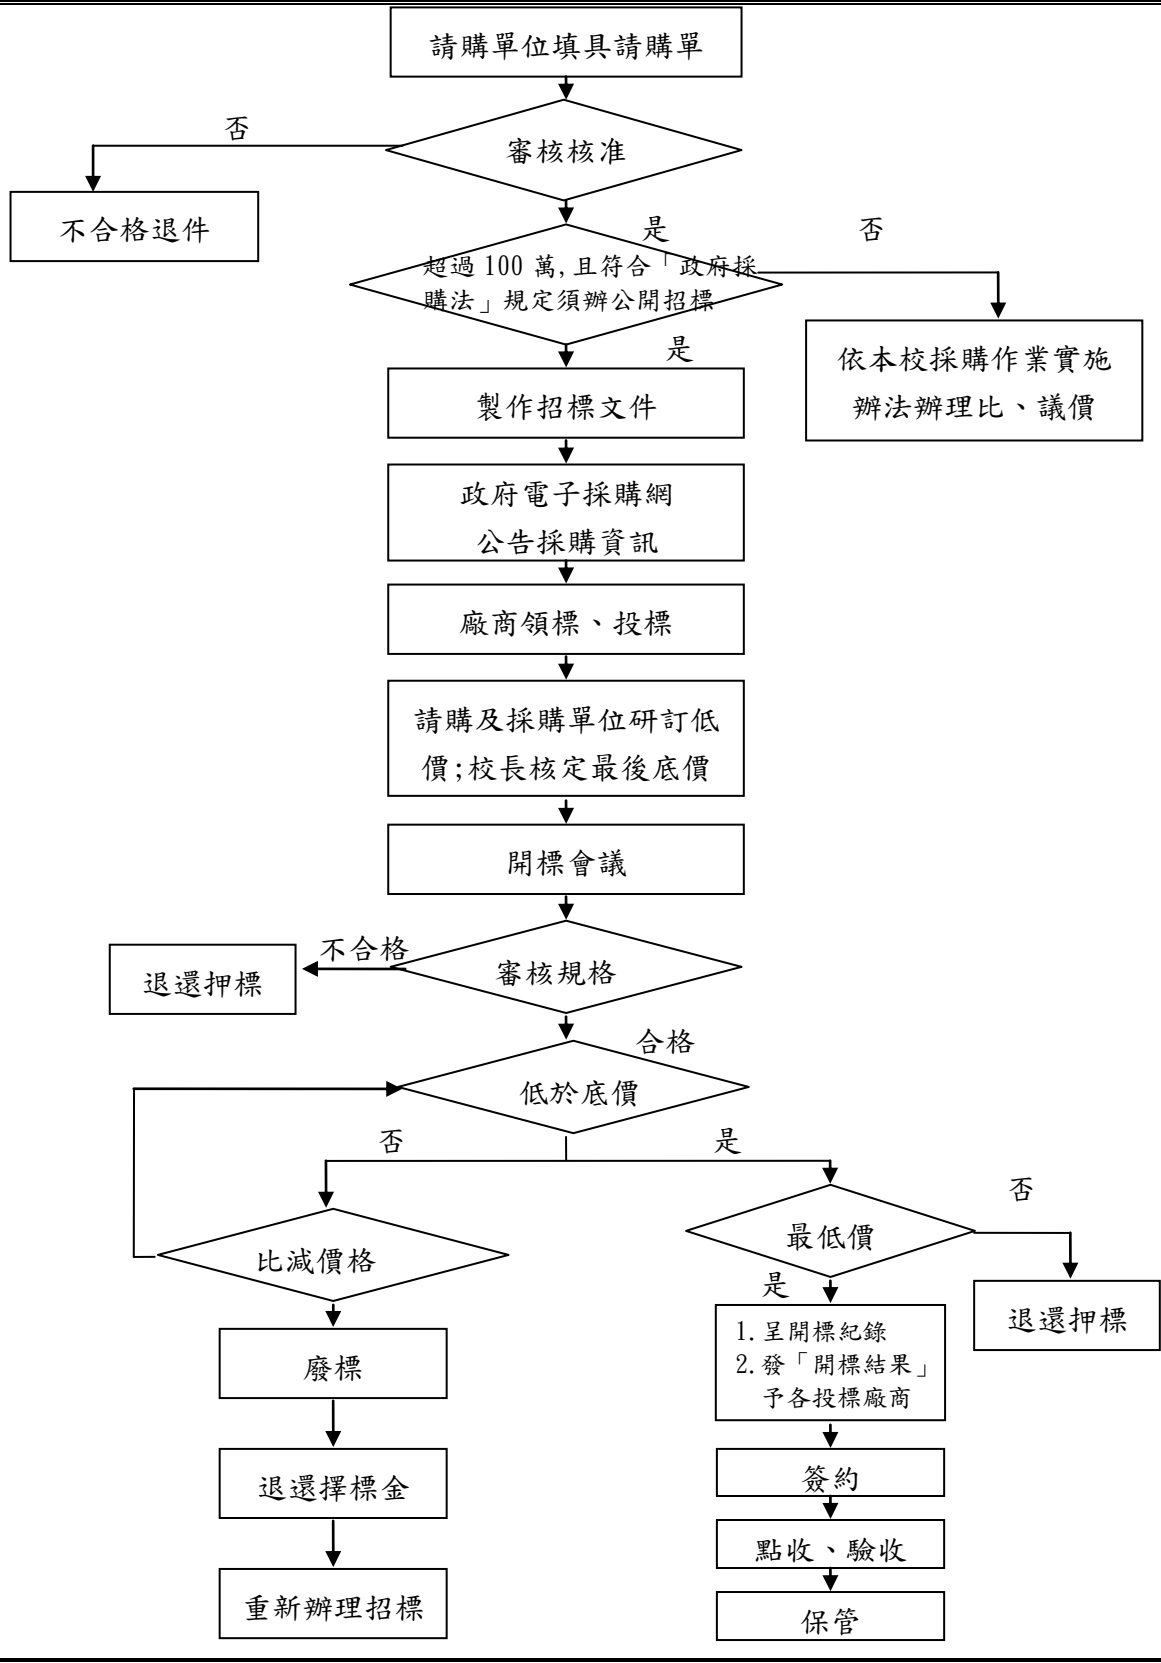 請購單位填具請購單
否
審核核准
不合格退件
是
否
超過 100 萬,且符合「政府採
購法」規定須辦公開招標
是
依本校採購作業實施
辦法辦理比、議價
製作招標文件
政府電子採購網
公告採購資訊
廠商領標、投標
請購及採購單位研訂低
價;校長核定最後底價
開標會議
不合格
審核規格
退還押標
合格
低於底價
否
是
否
最低價
比減價格
是
退還押標
1.呈開標紀錄
2.發「開標結果」
予各投標廠商
廢標
簽約
退還擇標金
點收、驗收
重新辦理招標
保管